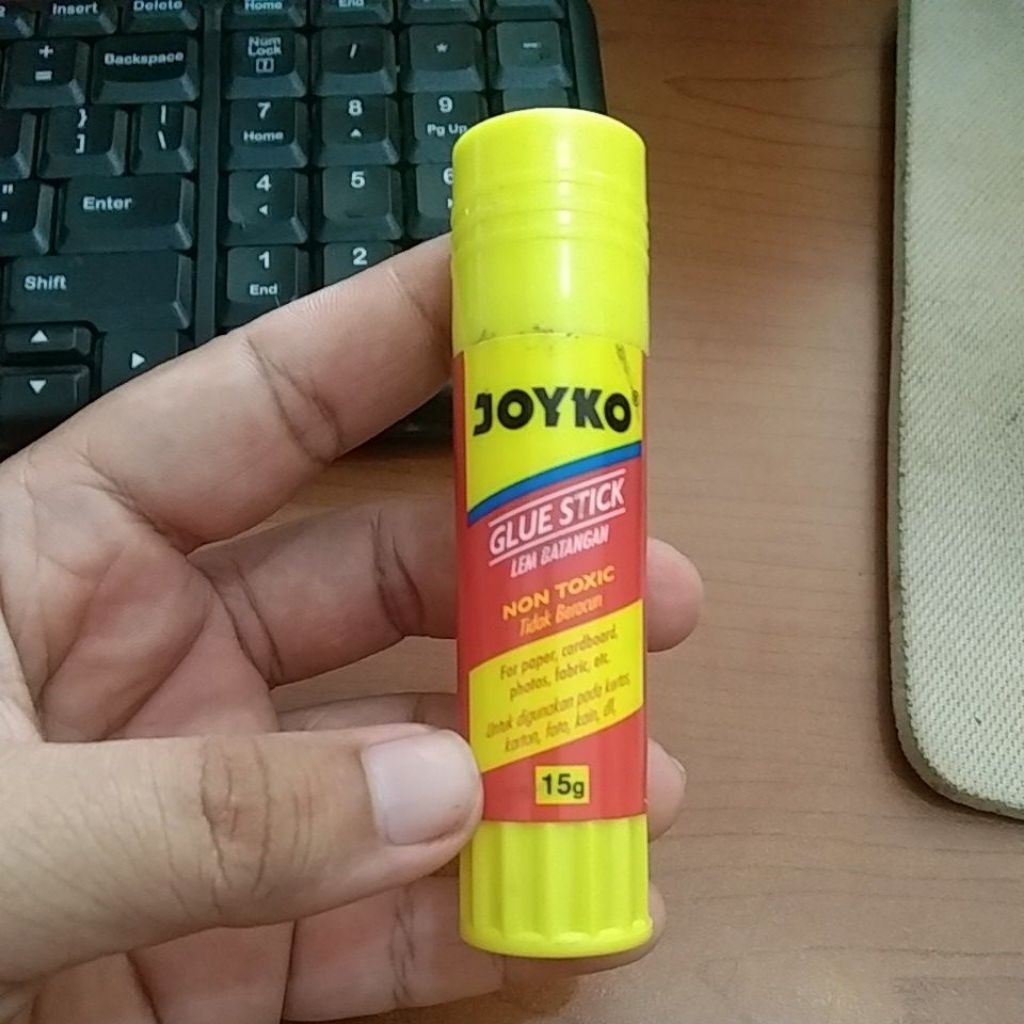 Insert
Delete
Home
End
+
=
Backspace
Num
Lock
/
*
-
}
]
|
\
7
Home
8
9
Pg Up
"
'
Enter
4
5
6
Shift
1
End
2
JOYKO®
GLUE STICK
LEM BATANGAN
NON TOXIC
Tidak Beracun
For paper, cardboard,
photos, fabric, etc.
Untuk digunakan pada kertas,
karton, foto, kain, dll,
15g